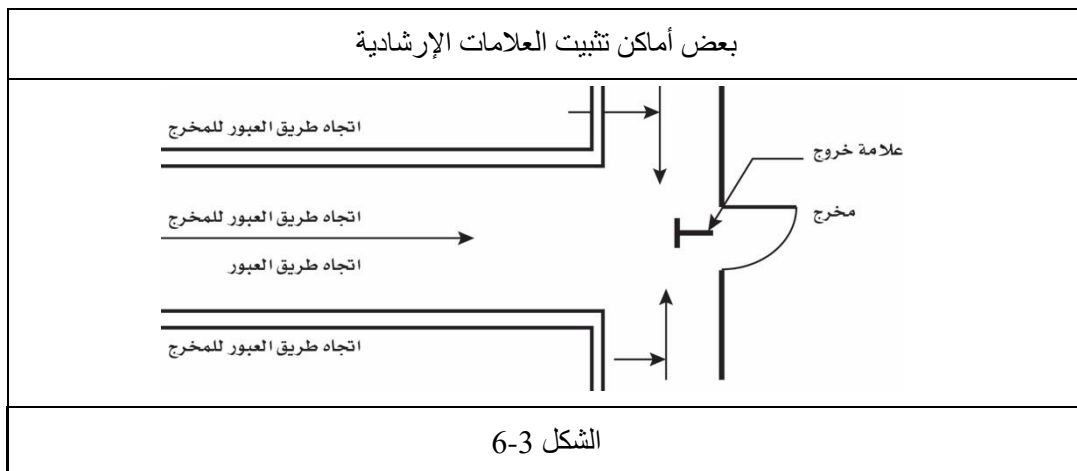 بعض أماكن تثبيت العلامات الإرشادية
اتجاه طريق العبور للمخرج
علامة خروج
اتجاه طريق العبور للمخرج
مخرج
اتجاه طريق العبور
اتجاه طريق العبور للمخرج
الشكل 3-6